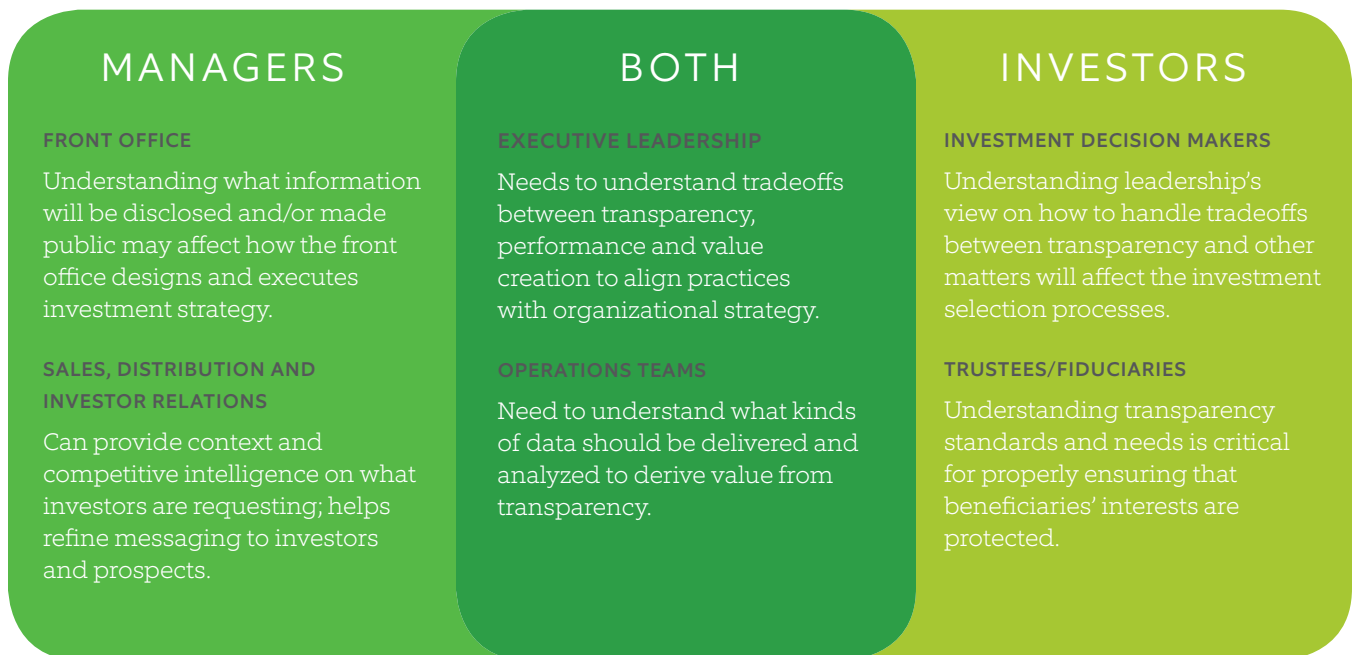 MANAGERS
FRONT OFFICE
Understanding what information
will be disclosed and/or made
public may affect how the front
office designs and executes
investment strategy.
SALES, DISTRIBUTION AND
INVESTOR RELATIONS
Can provide context and
competitive intelligence on what
investors are requesting; helps
refine messaging to investors
and prospects.
BOTH
EXECUTIVE LEADERSHIP
Needs to understand tradeoffs
between transparency,
performance and value
creation to align practices
with organizational strategy.
OPERATIONS TEAMS
Need to understand what kinds
of data should be delivered and
analyzed to derive value from
transparency.
INVESTORS
INVESTMENT DECISION MAKERS
Understanding leadership’s
view on how to handle tradeoffs
between transparency and other
matters will affect the investment
selection processes.
TRUSTEES/FIDUCIARIES
Understanding transparency
standards and needs is critical
for properly ensuring that
beneficiaries’ interests are
protected.